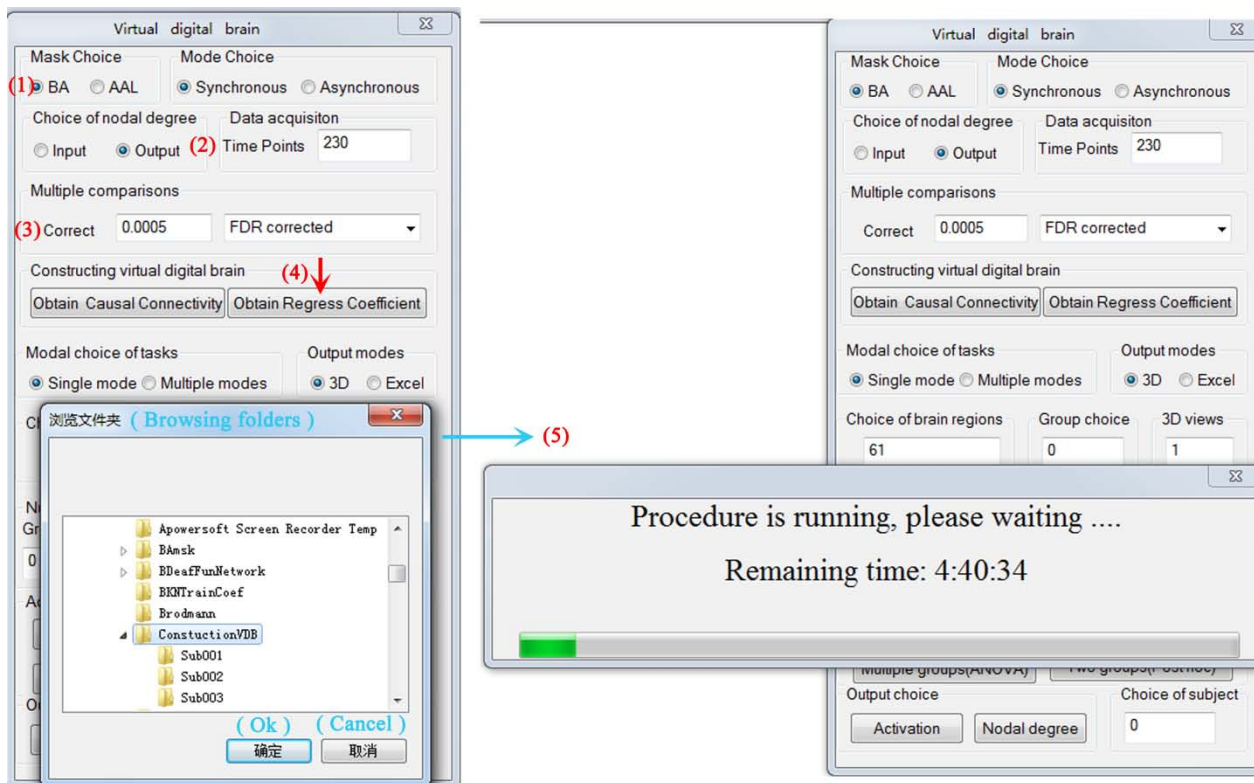 Virtual digital brain
Mask Choice Mode Choice
(1) BA AAL Synchronous Asynchronous
Choice of nodal degree Data acquisiton
Input Output (2) Time Points 230
Multiple comparisons
(3) Correct 0.0005 FDR corrected
Constructing virtual digital brain
(4)
Obtain Causal Connectivity Obtain Regress Coefficient
Modal choice of tasks Output modes
Single mode Multiple modes 3D Excel
浏览文件夹 ( Browsing folders )
Apowersoft Screen Recorder Temp
BAmsk
BDeafFunNetwork
BKNTrainCoef
Brodmann
ConstuctionVDB
Sub001
Sub002
Sub003
( Ok ) ( Cancel )
确定 取消
(5)
Virtual digital brain
Mask Choice Mode Choice
BA AAL Synchronous Asynchronous
Choice of nodal degree Data acquisiton
Input Output Time Points 230
Multiple comparisons
Correct 0.0005 FDR corrected
Constructing virtual digital brain
Obtain Causal Connectivity Obtain Regress Coefficient
Modal choice of tasks Output modes
Single mode Multiple modes 3D Excel
Choice of brain regions Group choice 3D views
61 0 1
Procedure is running, please waiting ....
Remaining time: 4:40:34
Multiple groups(ANOVA) Two groups(Post hoc)
Output choice Choice of subject
Activation Nodal degree 0